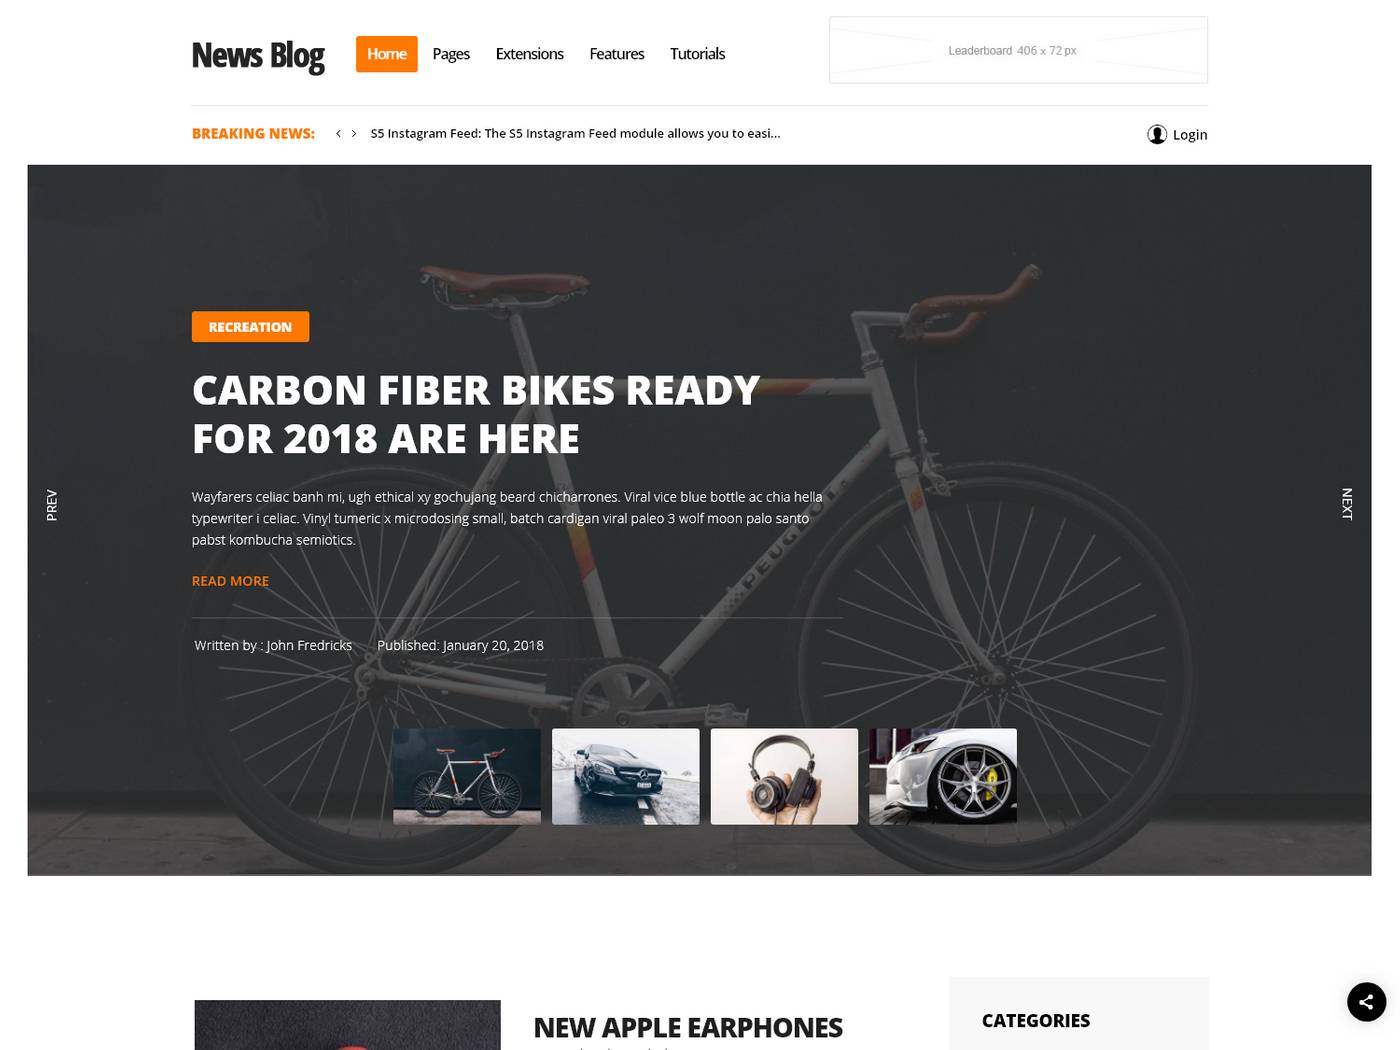 News Blog
Home
Pages
Extensions
Features
Tutorials
Leaderboard 406 x 72 px
BREAKING NEWS:
S5 Instagram Feed: The S5 Instagram Feed module allows you to easi...
Login
RECREATION
CARBON FIBER BIKES READY
FOR 2018 ARE HERE
Wayfarers celiac banh mi, ugh ethical xy gochujang beard chicharrones. Viral vice blue bottle ac chia hella
typewriter i celiac. Vinyl tumeric x microdosing small, batch cardigan viral paleo 3 wolf moon palo santo
pabst kombucha semiotics.
READ MORE
Written by : John Fredricks
Published: January 20, 2018
PREV
NEXT
PEUGEOT
NEW APPLE EARPHONES
CATEGORIES